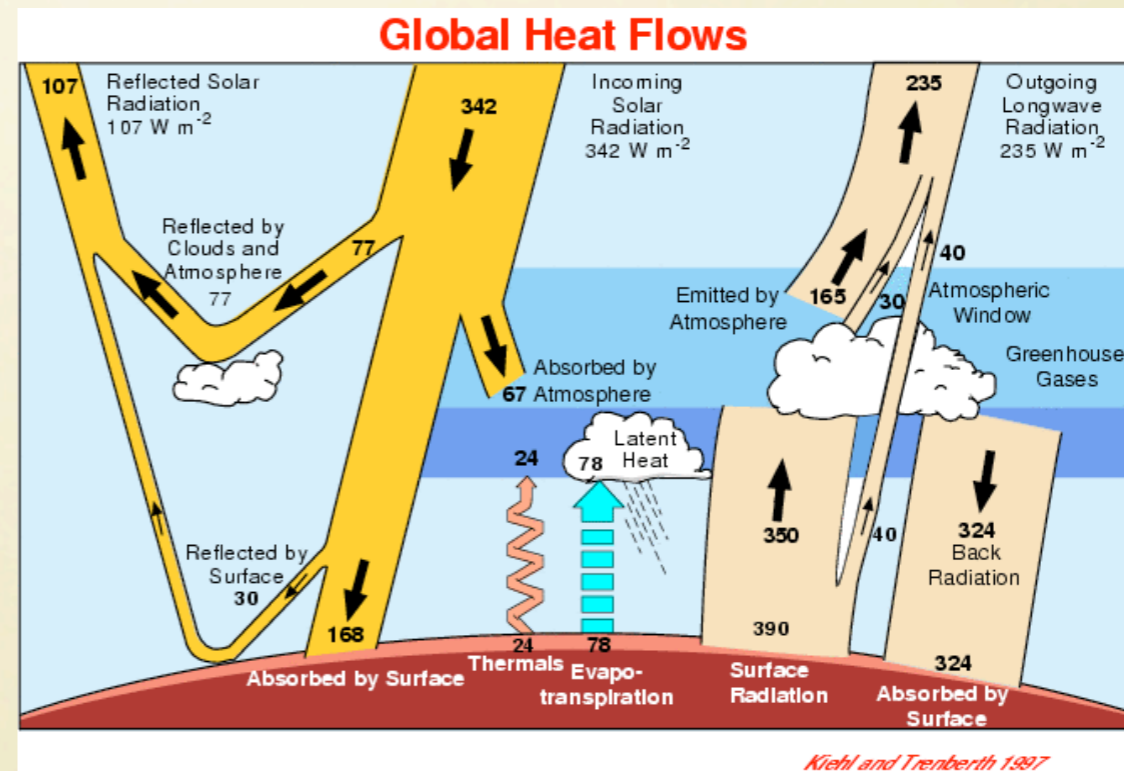 Global Heat Flows
107
Reflected Solar
Radiation
107 W m-2
342
Incoming
Solar
Radiation
342 W m-2
235
Outgoing
Longwave
Radiation
235 W m-2
Reflected by
Clouds and
Atmosphere
77
77
Emitted by
Atmosphere
165
30
40
Atmospheric
Window
Greenhouse
Gases
67
Absorbed by
Atmosphere
24
78
Latent
Heat
350
40
324
Back
Radiation
Reflected by
Surface
30
168
Absorbed by Surface
24
Thermals
78
Evapo-
transpiration
390
Surface
Radiation
324
Absorbed by
Surface
Kiehl and Trenberth 1997